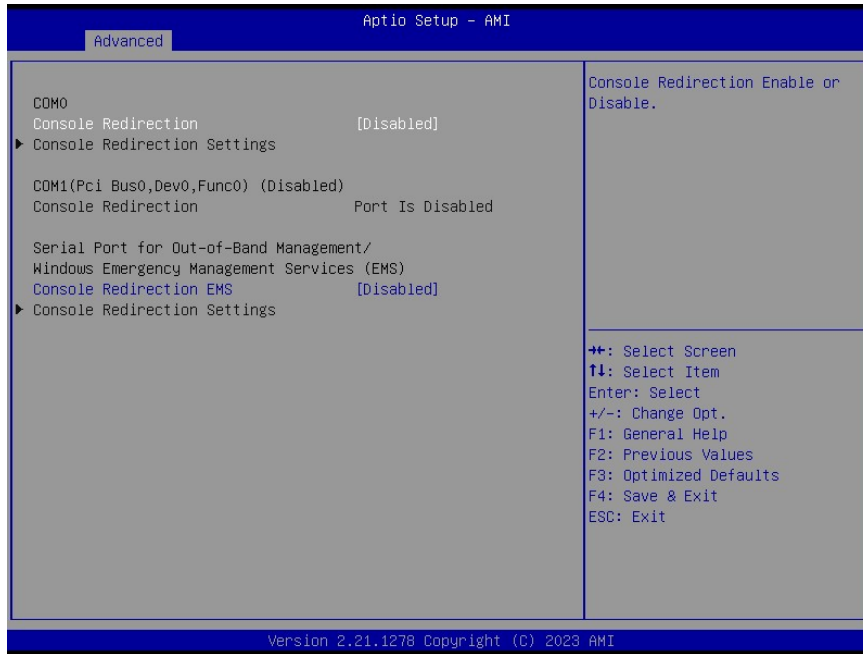 Aptio Setup – AMI
Advanced
COM0
Console Redirection [Disabled]
▶ Console Redirection Settings
COM1(Pci Bus0,Dev0,Func0) (Disabled)
Console Redirection Port Is Disabled
Serial Port for Out-of-Band Management/
Windows Emergency Management Services (EMS)
Console Redirection EMS [Disabled]
▶ Console Redirection Settings
Console Redirection Enable or
Disable.
→←: Select Screen
↑↓: Select Item
Enter: Select
+/-: Change Opt.
F1: General Help
F2: Previous Values
F3: Optimized Defaults
F4: Save & Exit
ESC: Exit
Version 2.21.1278 Copyright (C) 2023 AMI